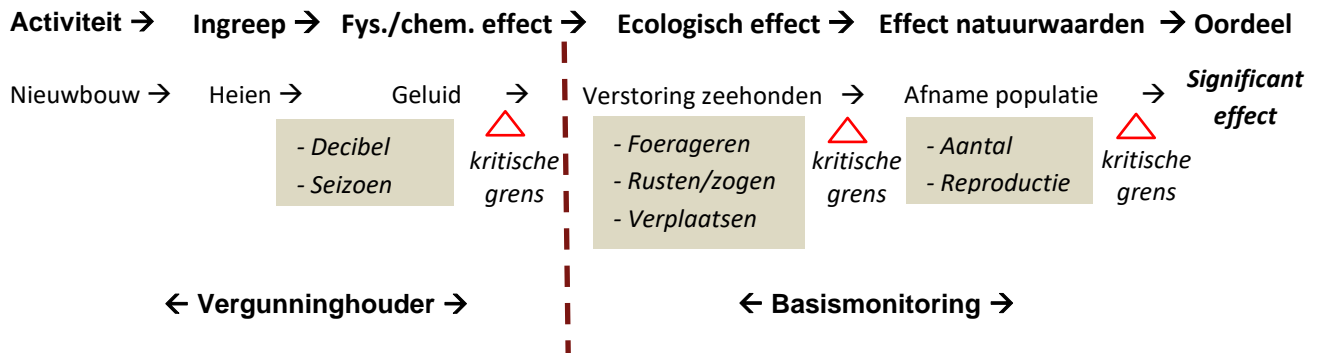 Activiteit → Ingreep → Fys./chem. effect → Ecologisch effect → Effect natuurwaarden → Oordeel
Nieuwbouw → Heien → Geluid → Verstoring zeehonden → Afname populatie → Significant effect
- Decibel
- Seizoen
kritische
grens
- Foerageren
- Rusten/zogen
- Verplaatsen
kritische
grens
- Aantal
- Reproductie
kritische
grens
← Vergunninghouder → ← Basismonitoring →